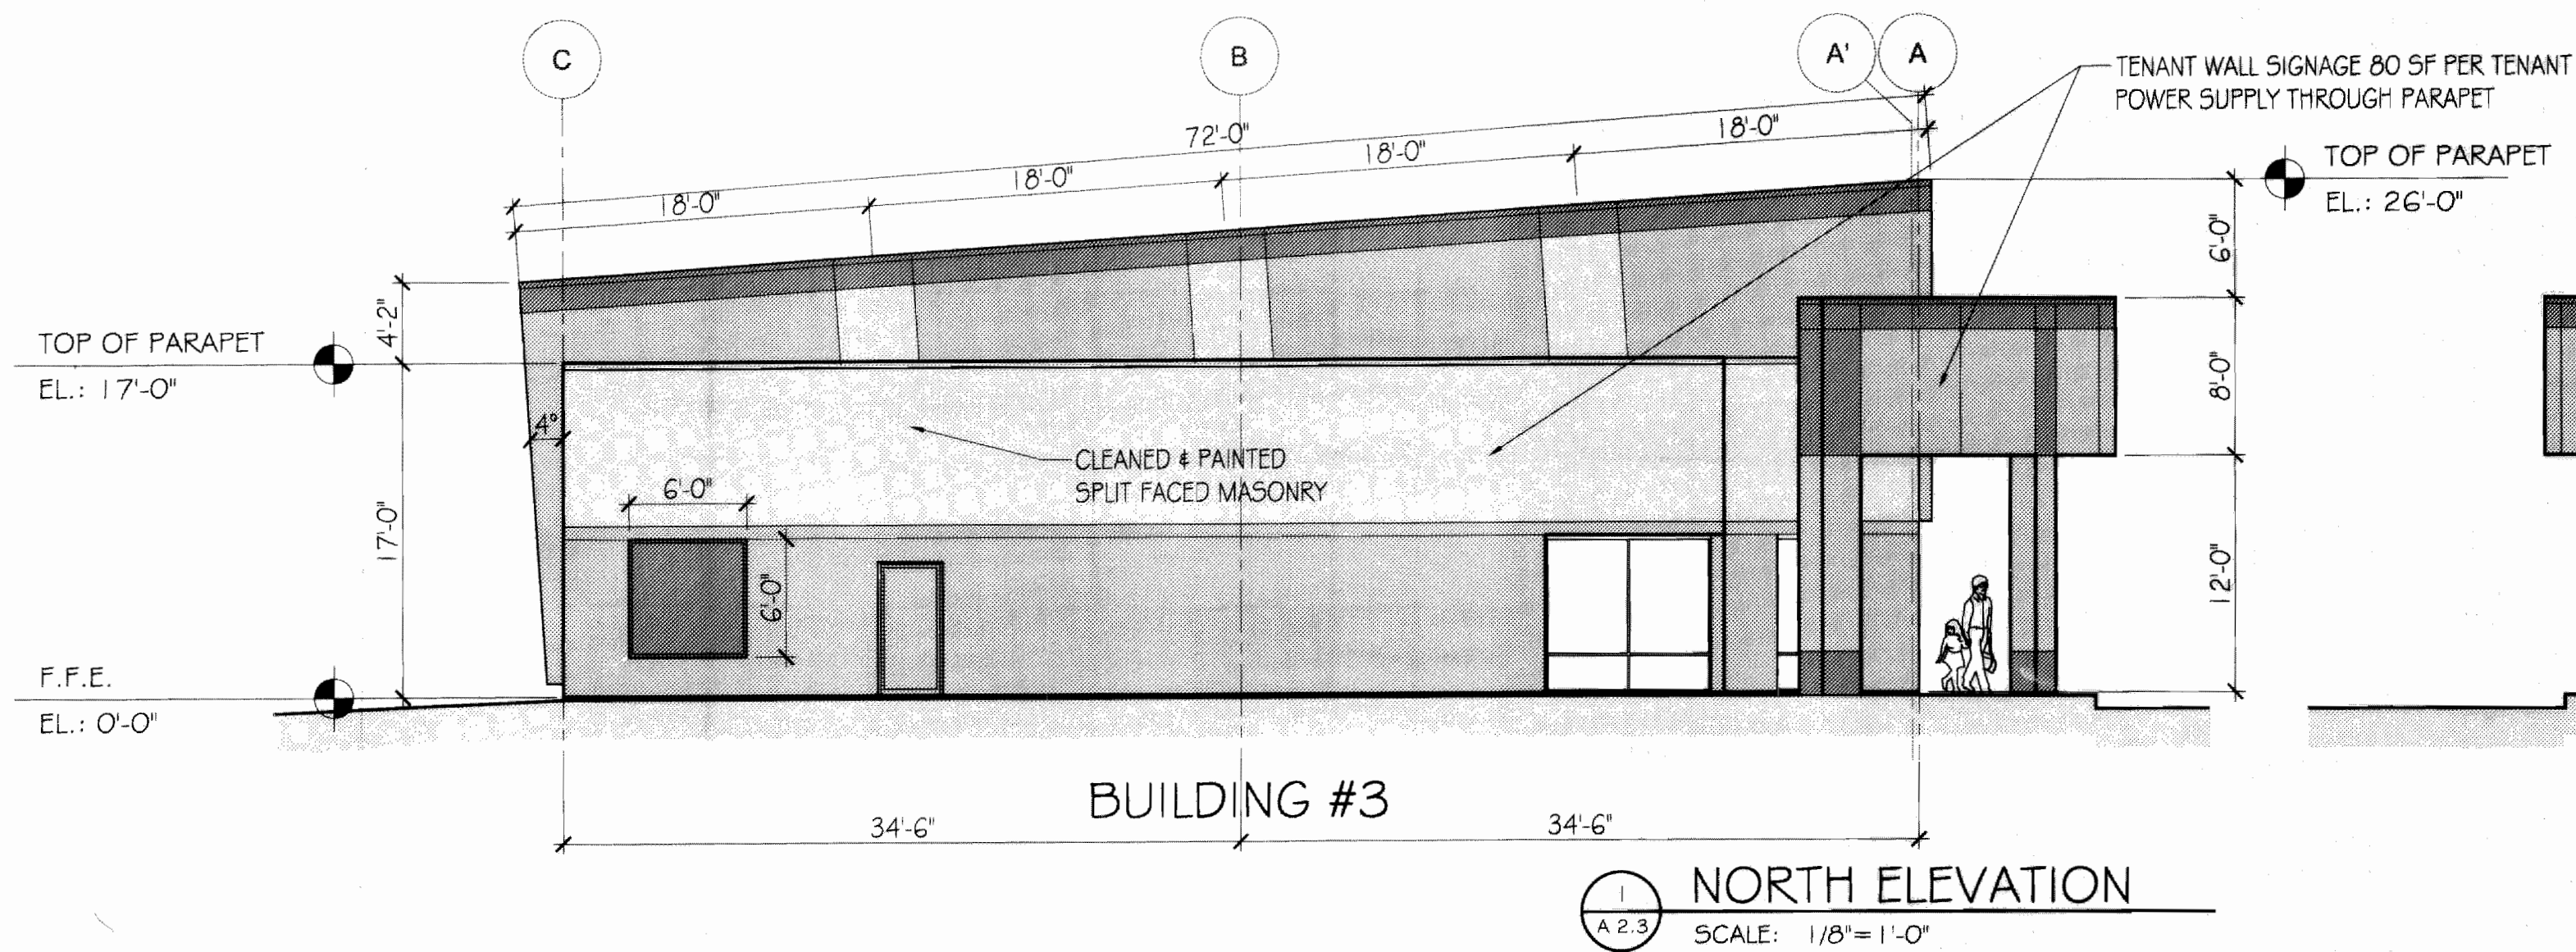 C
B
A'
A
TENANT WALL SIGNAGE 80 SF PER TENANT
POWER SUPPLY THROUGH PARAPET
72'-0"
18'-0"
18'-0"
18'-0"
18'-0"
TOP OF PARAPET
EL.: 26'-0"
6'-0"
4'-2"
TOP OF PARAPET
EL.: 17'-0"
8'-0"
4°
CLEANED & PAINTED
SPLIT FACED MASONRY
6'-0"
17'-0"
6'-0"
12'-0"
F.F.E.
EL.: 0'-0"
BUILDING #3
34'-6"
34'-6"
1
A 2.3
NORTH ELEVATION
SCALE: 1/8"=1'-0"